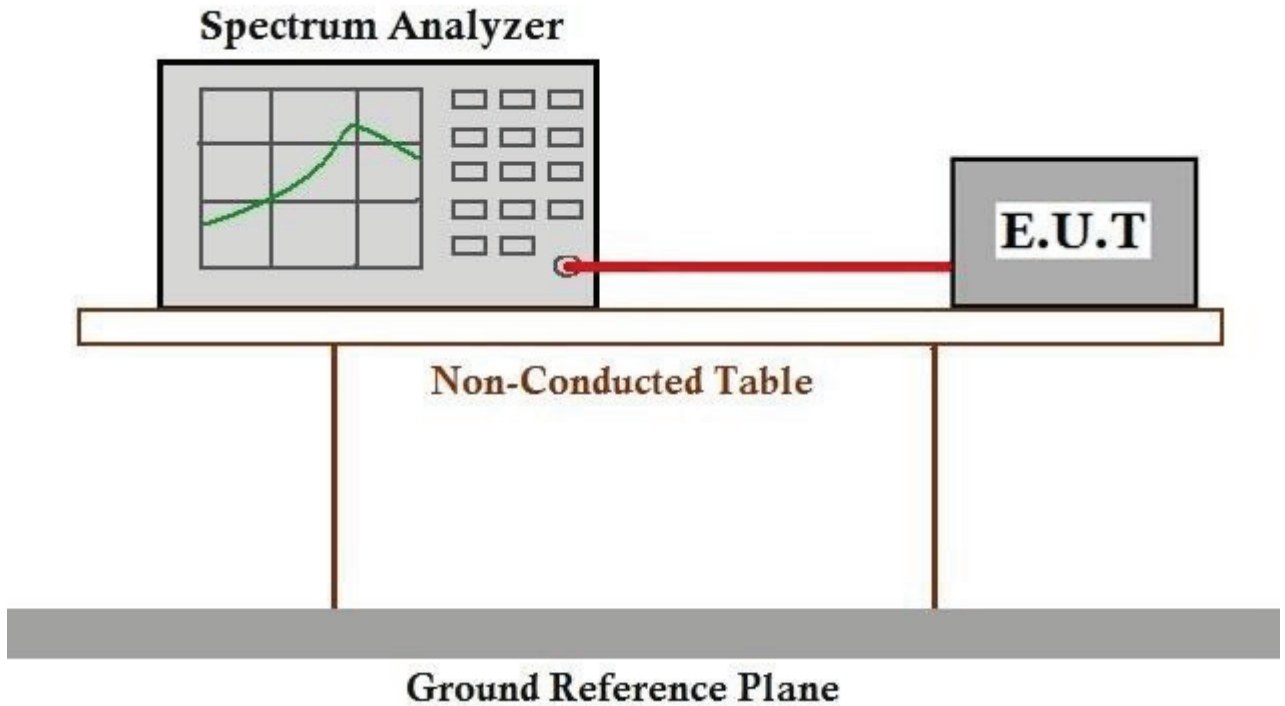 Spectrum Analyzer
E.U.T
Non-Conducted Table
Ground Reference Plane